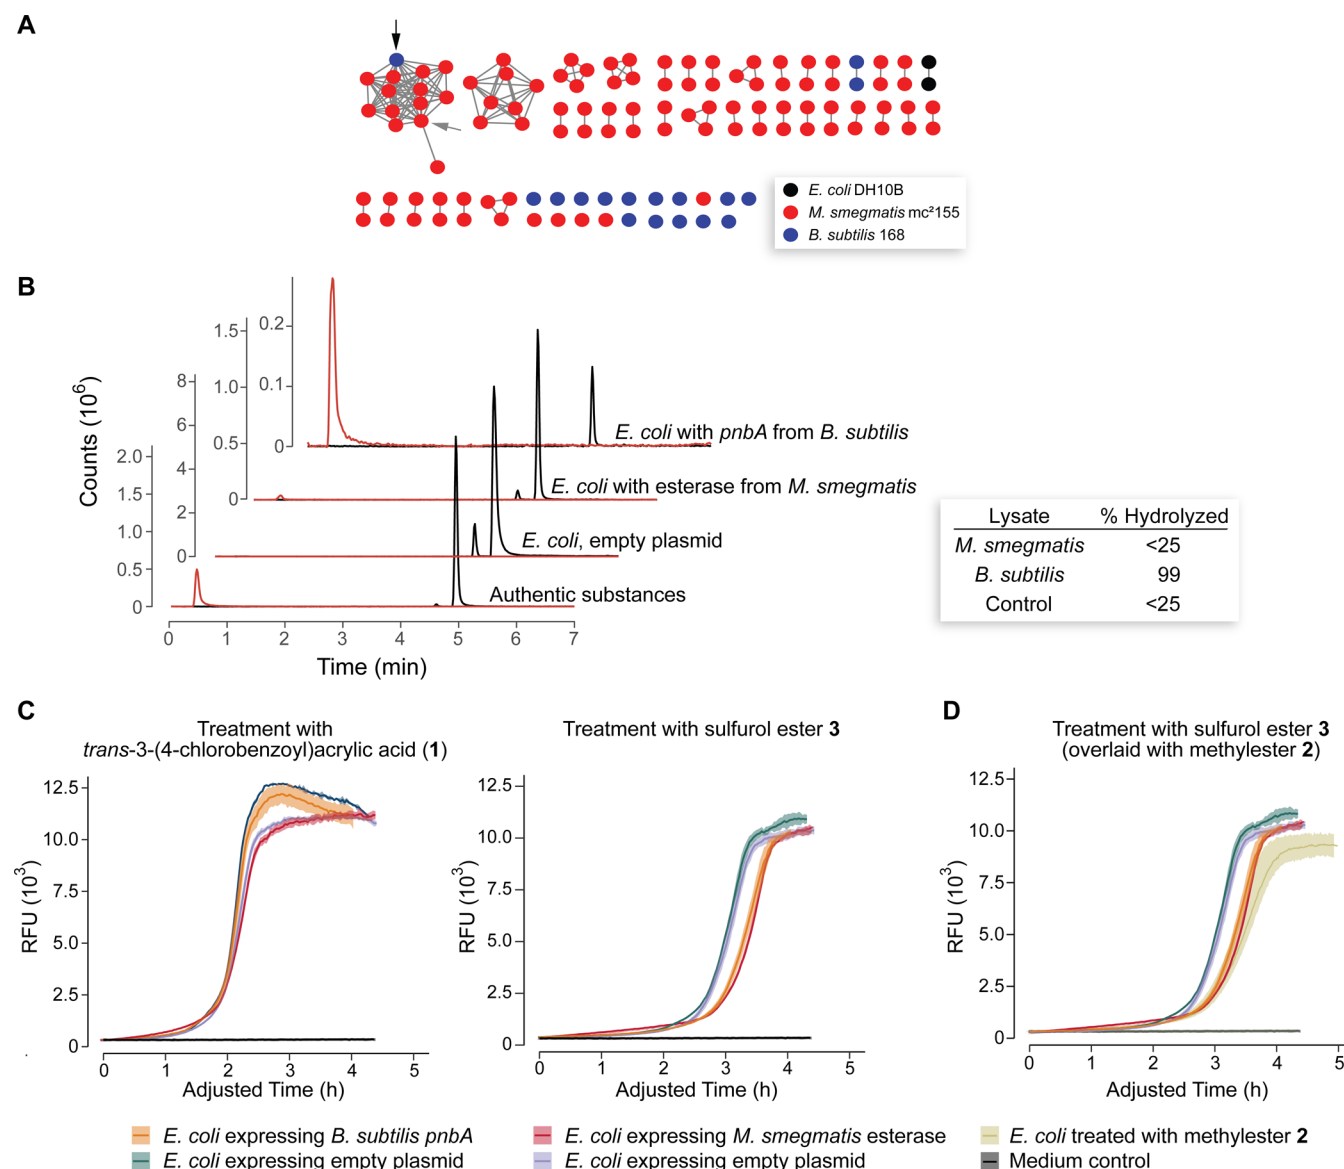 A
E. coli DH10B
M. smegmatis mc²155
B. subtilis 168
B
Counts (10⁶)
0.2
0.1
0
E. coli with pnbA from B. subtilis
1.5
1.0
0.5
0
E. coli with esterase from M. smegmatis
8
6
4
2
0
E. coli, empty plasmid
2.0
1.5
1.0
0.5
0
Authentic substances
0 1 2 3 4 5 6 7
Time (min)
Lysate % Hydrolyzed
M. smegmatis <25
B. subtilis 99
Control <25
C
Treatment with
trans-3-(4-chlorobenzoyl)acrylic acid (1)
RFU (10³)
12.5
10.0
7.5
5.0
2.5
0
0 1 2 3 4 5
Adjusted Time (h)
Treatment with sulfurol ester 3
RFU (10³)
12.5
10.0
7.5
5.0
2.5
0
0 1 2 3 4 5
Adjusted Time (h)
D
Treatment with sulfurol ester 3
(overlaid with methylester 2)
RFU (10³)
12.5
10.0
7.5
5.0
2.5
0
0 1 2 3 4 5
Adjusted Time (h)
E. coli expressing B. subtilis pnbA
E. coli expressing M. smegmatis esterase
E. coli treated with methylester 2
E. coli expressing empty plasmid
E. coli expressing empty plasmid
Medium control